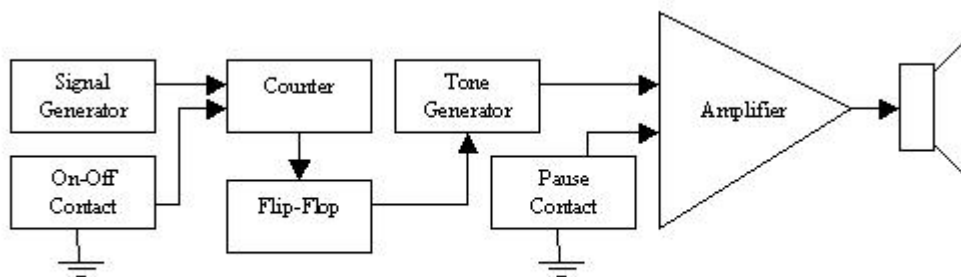 Signal
Generator
Counter
Tone
Generator
Amplifier
On-Off
Contact
Flip-Flop
Pause
Contact